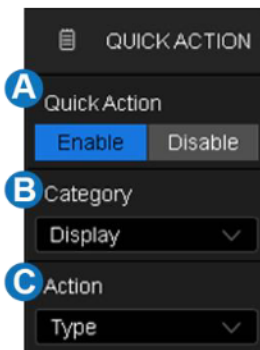 QUICK ACTION
A
Quick Action
Enable Disable
B
Category
Display
C
Action
Type